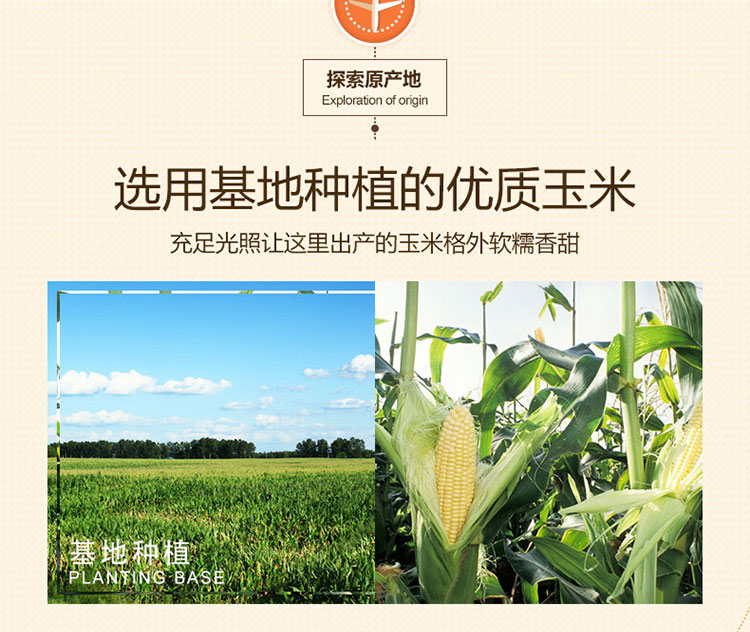 探索原产地
Exploration of origin
选用基地种植的优质玉米
充足光照让这里出产的玉米格外软糯香甜
基地种植
PLANTING BASE